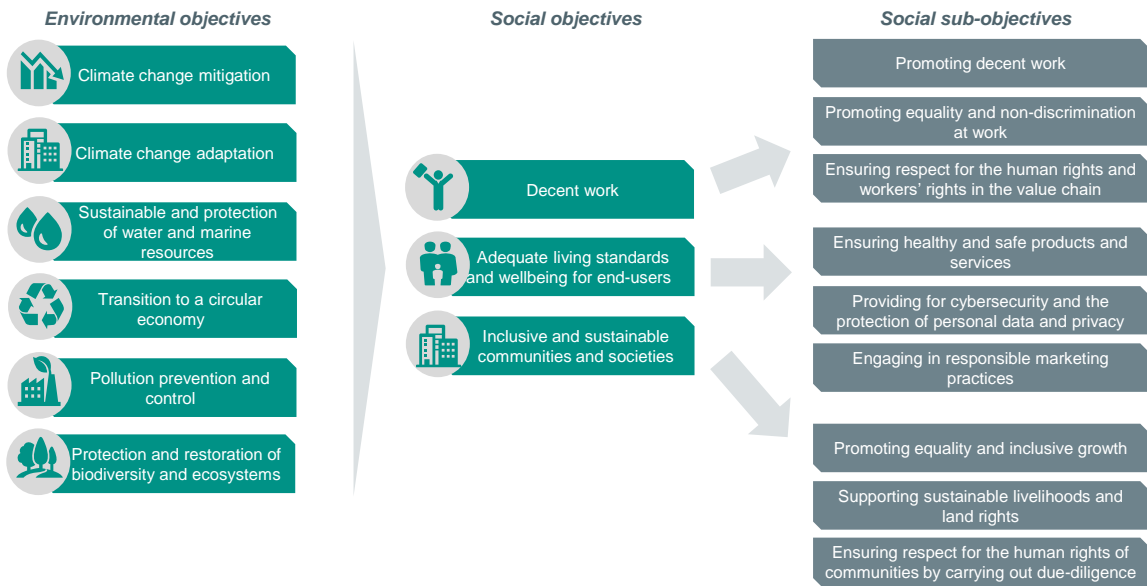 Environmental objectives
Climate change mitigation
Climate change adaptation
Sustainable and protection
of water and marine
resources
Transition to a circular
economy
Pollution prevention and
control
Protection and restoration of
biodiversity and ecosystems
Social objectives
Decent work
Adequate living standards
and wellbeing for end-users
Inclusive and sustainable
communities and societies
Social sub-objectives
Promoting decent work
Promoting equality and non-discrimination
at work
Ensuring respect for the human rights and
workers’ rights in the value chain
Ensuring healthy and safe products and
services
Providing for cybersecurity and the
protection of personal data and privacy
Engaging in responsible marketing
practices
Promoting equality and inclusive growth
Supporting sustainable livelihoods and
land rights
Ensuring respect for the human rights of
communities by carrying out due-diligence